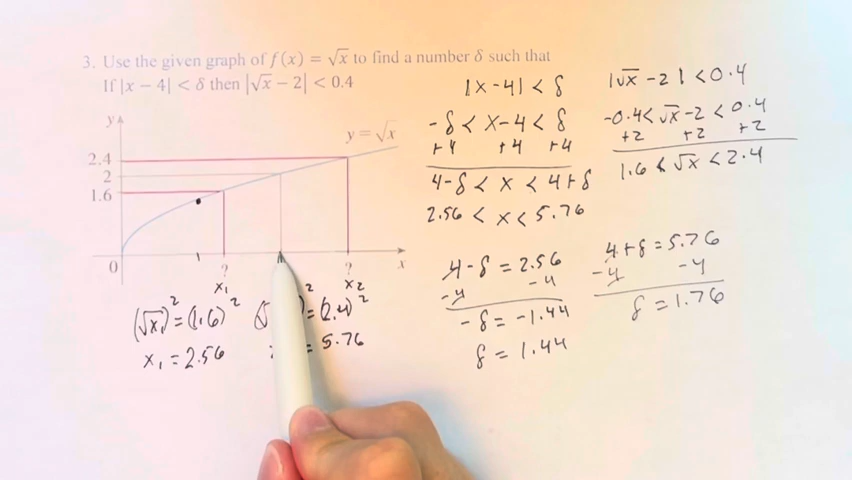 3. Use the given graph of f(x) = √x to find a number δ such that
If |x − 4| < δ then |√x − 2| < 0.4
y
y = √x
2.4
2
1.6
0
?
?
x
x₁
x₂
(√x₁)² = (1.6)²
= (2.4)²
x₁ = 2.56
= 5.76
|x-4| < δ
-δ < x-4 < δ
+4 +4 +4
4-δ < x < 4+δ
2.56 < x < 5.76
4-δ = 2.56
-4 -4
-δ = -1.44
δ = 1.44
|√x -2| < 0.4
-0.4 < √x -2 < 0.4
+2 +2 +2
1.6 < √x < 2.4
4+δ = 5.76
-4 -4
δ = 1.76